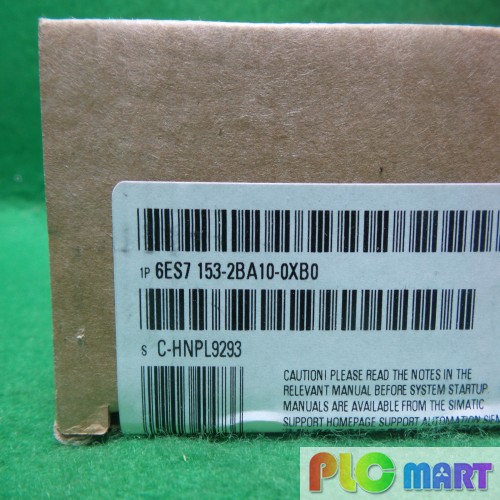 1P 6ES7 153-2BA10-0XB0
S C-HNPL9293
CAUTION! PLEASE READ THE NOTES IN THE
RELEVANT MANUAL BEFORE SYSTEM STARTUP.
MANUALS ARE AVAILABLE FROM THE SIMATIC
SUPPORT HOMEPAGE SUPPORT AUTOMATION
PLC mart